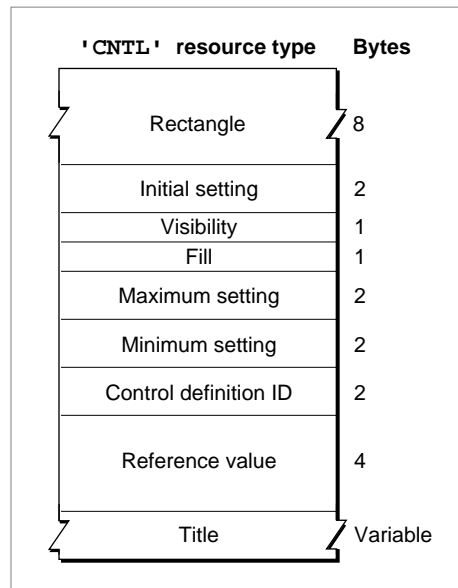 'CNTL' resource type Bytes
Rectangle 8
Initial setting 2
Visibility 1
Fill 1
Maximum setting 2
Minimum setting 2
Control definition ID 2
Reference value 4
Title Variable